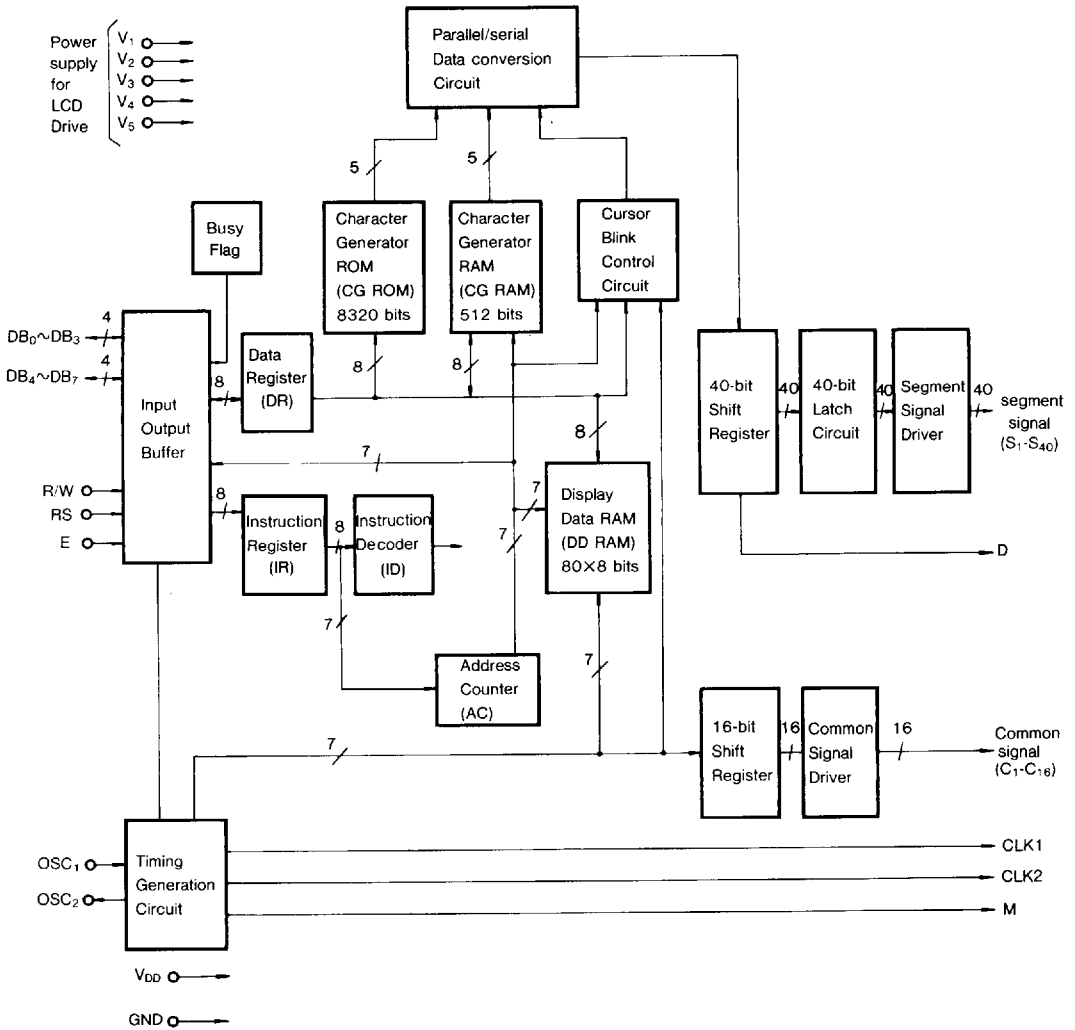 Power
supply
for
LCD
Drive
V1
V2
V3
V4
V5
Parallel/serial
Data conversion
Circuit
5
5
Busy
Flag
Character
Generator
ROM
(CG ROM)
8320 bits
Character
Generator
RAM
(CG RAM)
512 bits
Cursor
Blink
Control
Circuit
DB0~DB3
4
DB4~DB7
4
Input
Output
Buffer
8
Data
Register
(DR)
8
8
8
7
R/W
RS
E
8
Instruction
Register
(IR)
8
Instruction
Decoder
(ID)
7
7
7
Display
Data RAM
(DD RAM)
80×8 bits
40-bit
Shift
Register
40
40-bit
Latch
Circuit
40
Segment
Signal
Driver
40
segment
signal
(S1-S40)
D
Address
Counter
(AC)
7
7
16-bit
Shift
Register
16
Common
Signal
Driver
16
Common
signal
(C1-C16)
OSC1
OSC2
Timing
Generation
Circuit
CLK1
CLK2
M
VDD
GND